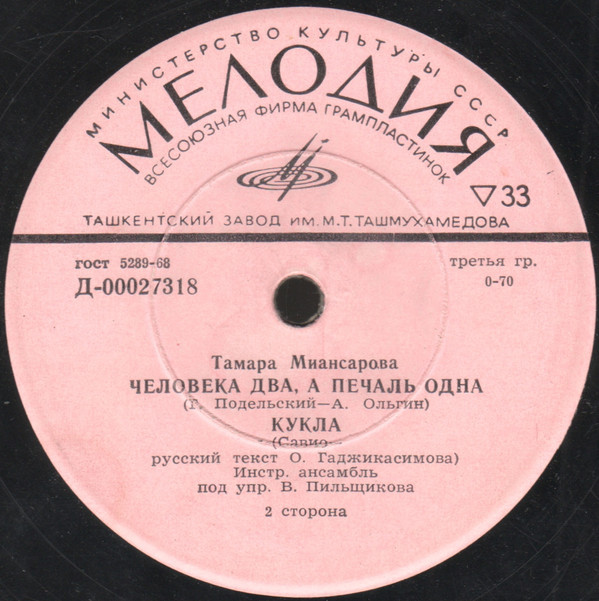 МИНИСТЕРСТВО КУЛЬТУРЫ СССР
МЕЛОДИЯ
ВСЕСОЮЗНАЯ ФИРМА ГРАМПЛАСТИНОК
33
ТАШКЕНТСКИЙ ЗАВОД ИМ. М.Т. ТАШМУХАМЕДОВА
гост 5289-68
третья гр.
Д-00027318
0-70
Тамара Миансарова
ЧЕЛОВЕКА ДВА, А ПЕЧАЛЬ ОДНА
(Г. Подельский—А. Ольгин)
КУКЛА
(Савио—
русский текст О. Гаджикасимова)
Инстр. ансамбль
под упр. В. Пильщикова
2 сторона